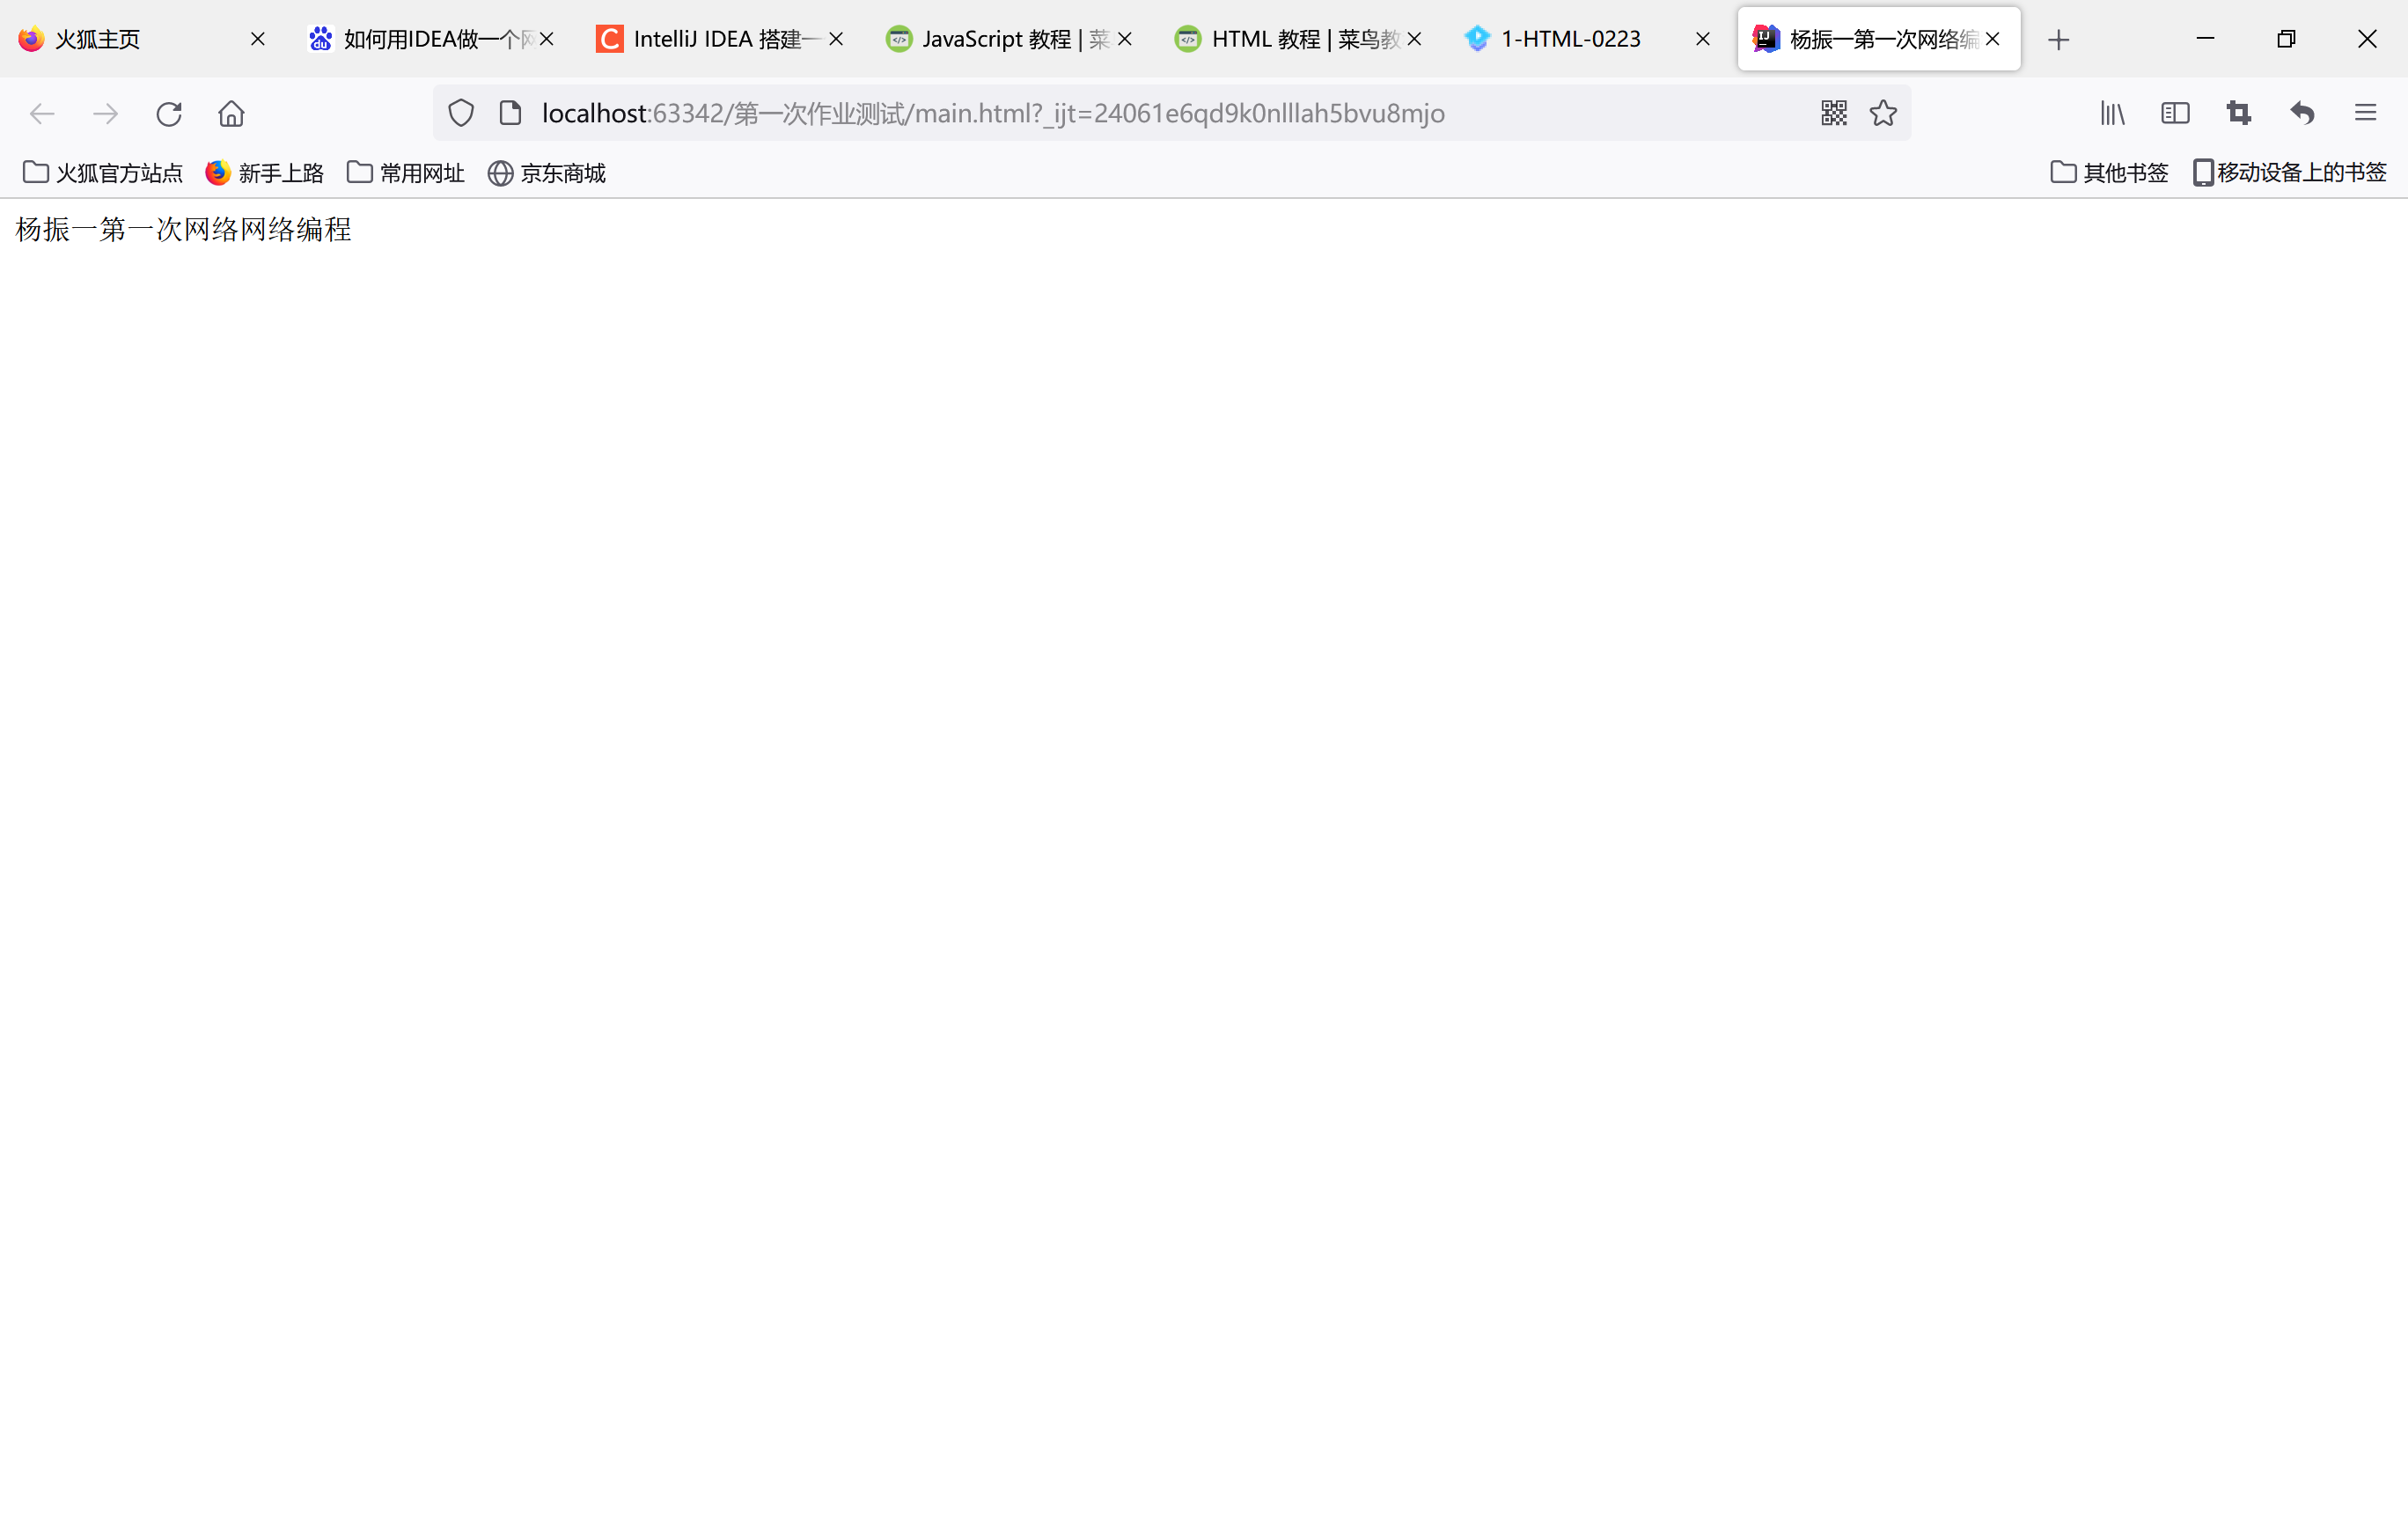 火狐主页
如何用IDEA做一个网
IntelliJ IDEA 搭建一
JavaScript 教程 | 菜
HTML 教程 | 菜鸟教
1-HTML-0223
杨振一第一次网络编
localhost:63342/第一次作业测试/main.html?_ijt=24061e6qd9k0nlllah5bvu8mjo
火狐官方站点 新手上路 常用网址 京东商城 其他书签 移动设备上的书签
杨振一第一次网络网络编程